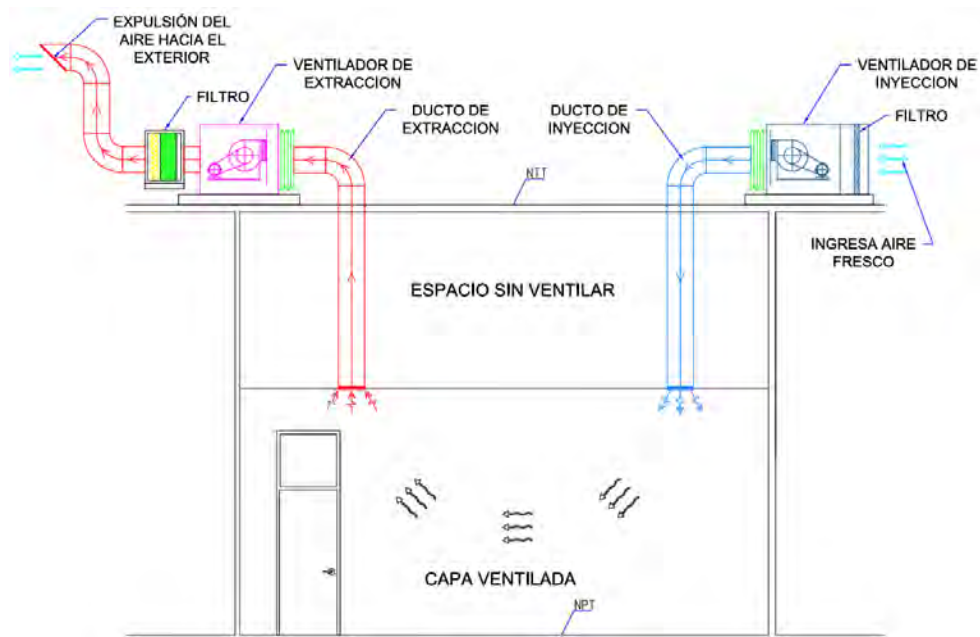 EXPULSIÓN DEL
AIRE HACIA EL
EXTERIOR
VENTILADOR DE
EXTRACCION
FILTRO
DUCTO DE
EXTRACCION
DUCTO DE
INYECCION
VENTILADOR DE
INYECCION
FILTRO
NTT
INGRESA AIRE
FRESCO
ESPACIO SIN VENTILAR
CAPA VENTILADA
NPT